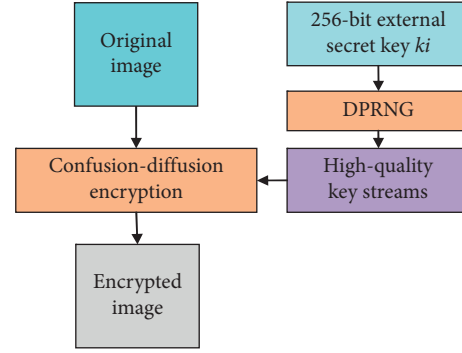 Original
image
256-bit external
secret key ki
DPRNG
High-quality
key streams
Confusion-diffusion
encryption
Encrypted
image